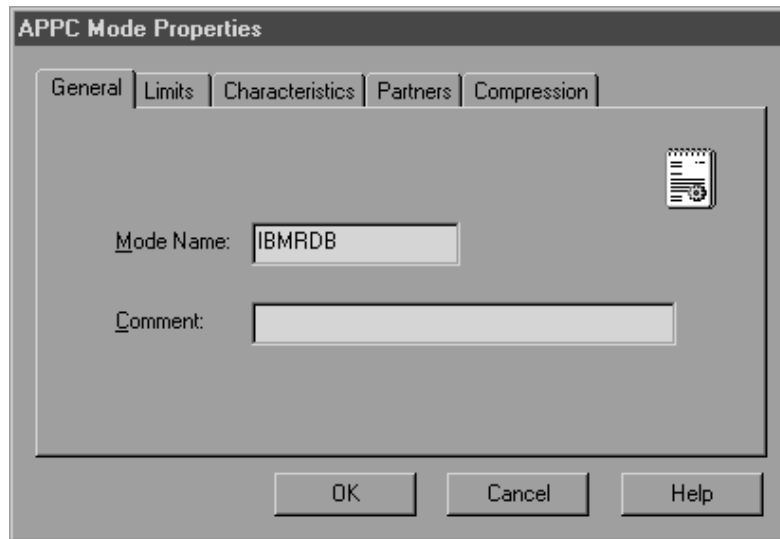 APPC Mode Properties
General Limits Characteristics Partners Compression
Mode Name: IBMRDB
Comment:
OK Cancel Help